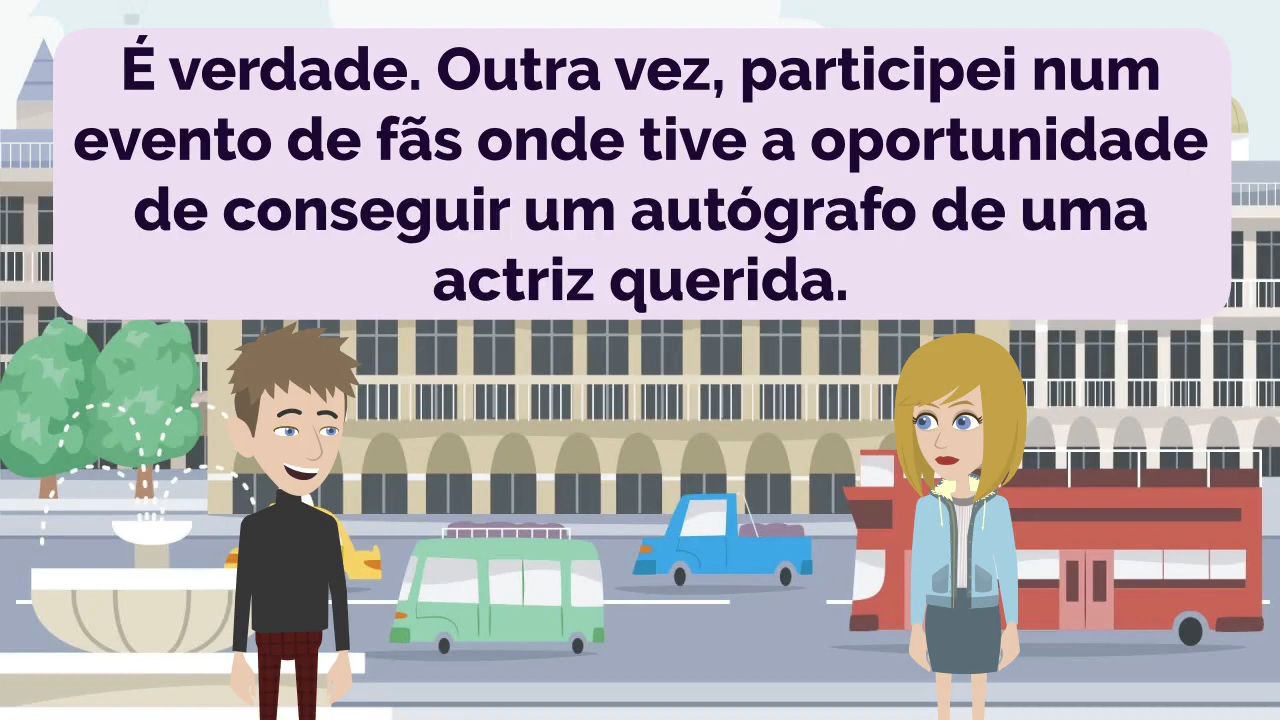 É verdade. Outra vez, participei num
evento de fãs onde tive a oportunidade
de conseguir um autógrafo de uma
actriz querida.